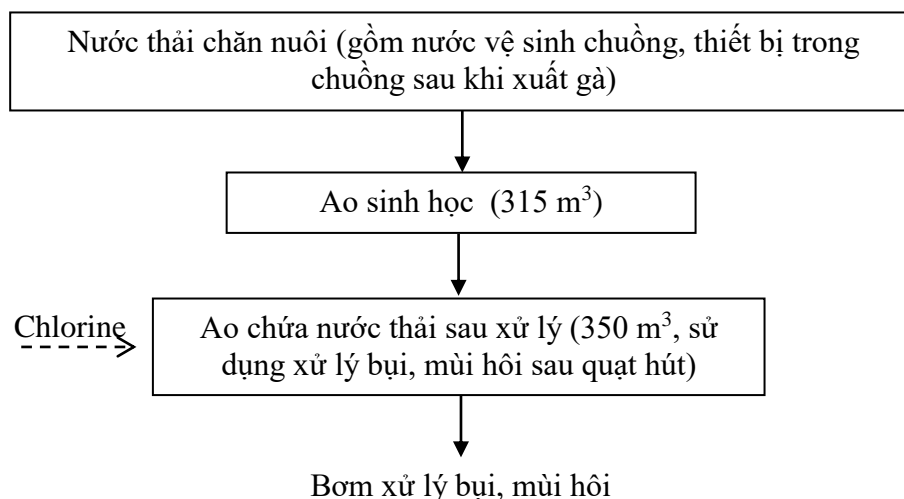 Nước thải chăn nuôi (gồm nước vệ sinh chuồng, thiết bị trong
chuồng sau khi xuất gà)
Ao sinh học (315 m³)
Chlorine
Ao chứa nước thải sau xử lý (350 m³, sử
dụng xử lý bụi, mùi hôi sau quạt hút)
Bơm xử lý bụi, mùi hôi